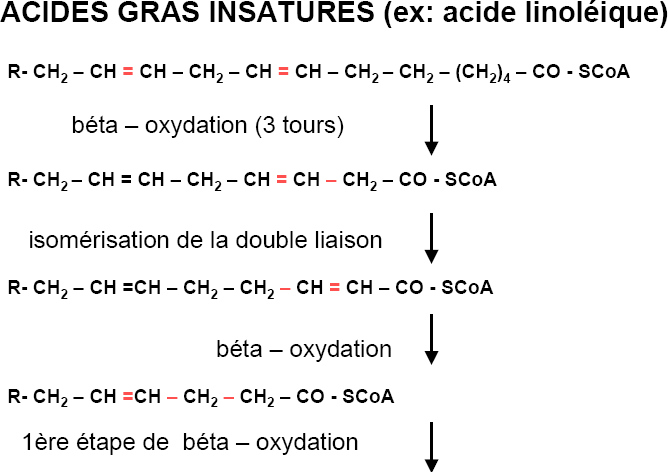 ACIDES GRAS INSATURES (ex: acide linoléique)
R- CH₂ – CH = CH – CH₂ – CH = CH – CH₂ – CH₂ – (CH₂)₄ – CO - SCoA
béta – oxydation (3 tours)
R- CH₂ – CH = CH – CH₂ – CH = CH – CH₂ – CO - SCoA
isomérisation de la double liaison
R- CH₂ – CH =CH – CH₂ – CH₂ – CH = CH – CO - SCoA
béta – oxydation
R- CH₂ – CH =CH – CH₂ – CH₂ – CO - SCoA
1ère étape de béta – oxydation